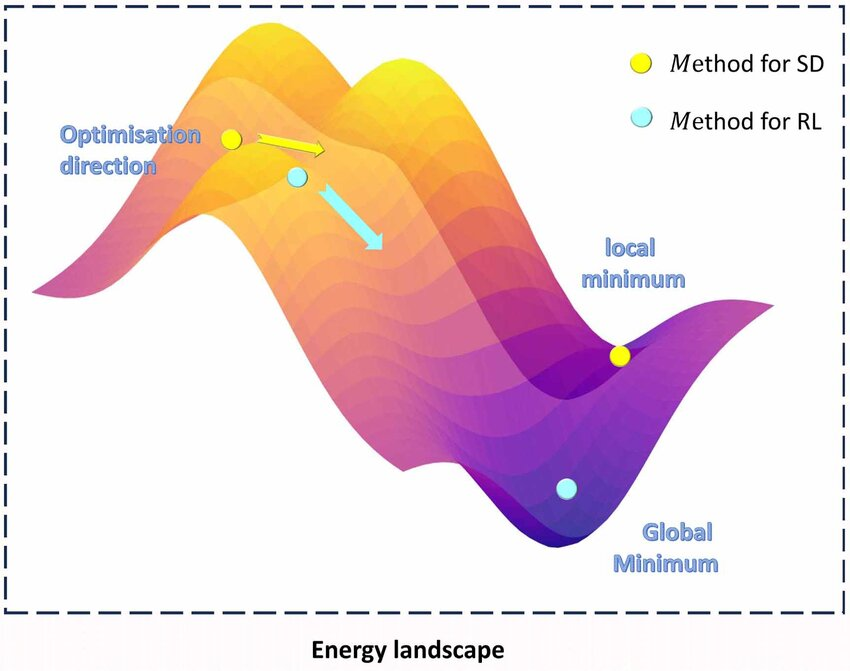 Method for SD
Method for RL
Optimisation
direction
local
minimum
Global
Minimum
Energy landscape